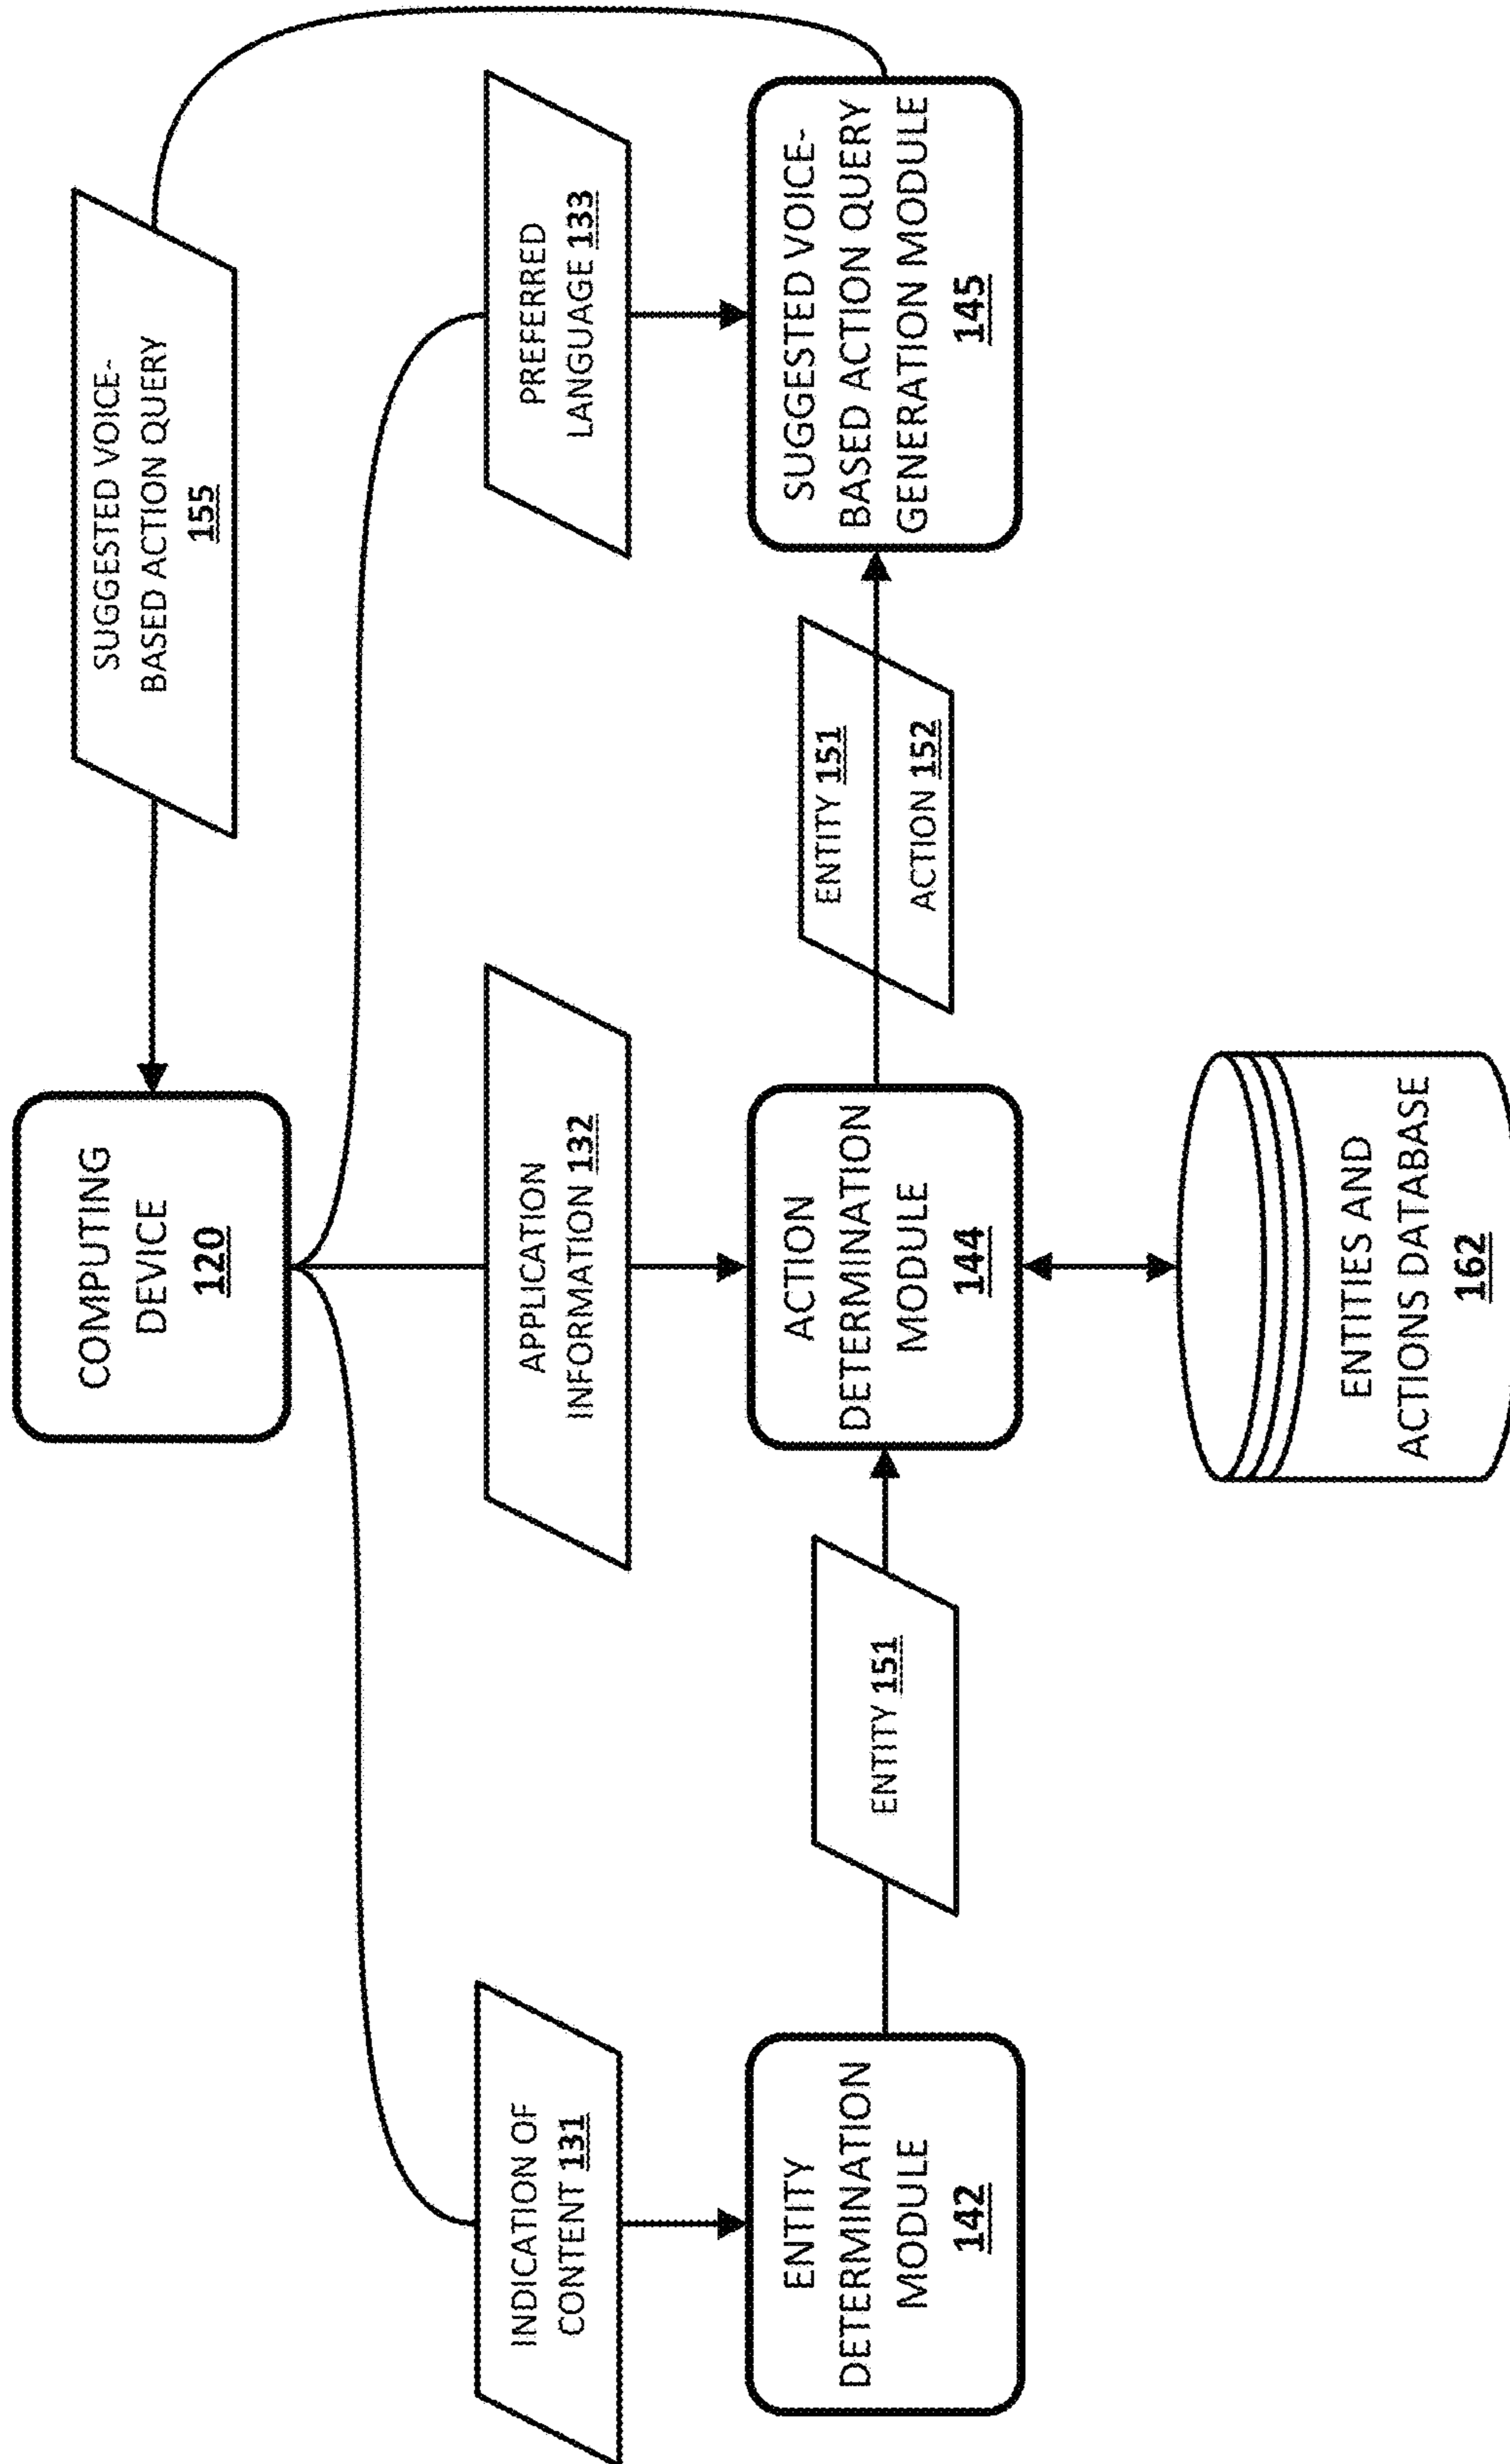 COMPUTING
DEVICE
120
SUGGESTED VOICE-
BASED ACTION QUERY
155
INDICATION OF
CONTENT 131
APPLICATION
INFORMATION 132
PREFERRED
LANGUAGE 133
ENTITY
DETERMINATION
MODULE
142
ENTITY 151
ACTION
DETERMINATION
MODULE
144
ENTITY 151
ACTION 152
SUGGESTED VOICE-
BASED ACTION QUERY
GENERATION MODULE
145
ENTITIES AND
ACTIONS DATABASE
162